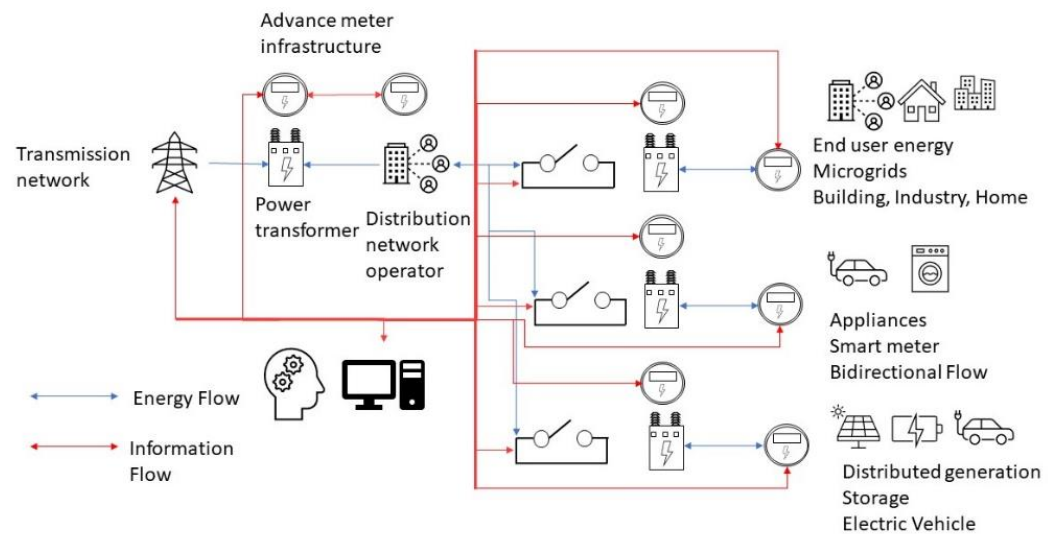 Advance meter
infrastructure
Transmission
network
Power
transformer
Distribution
network
operator
End user energy
Microgrids
Building, Industry, Home
Appliances
Smart meter
Bidirectional Flow
Energy Flow
Information
Flow
Distributed generation
Storage
Electric Vehicle